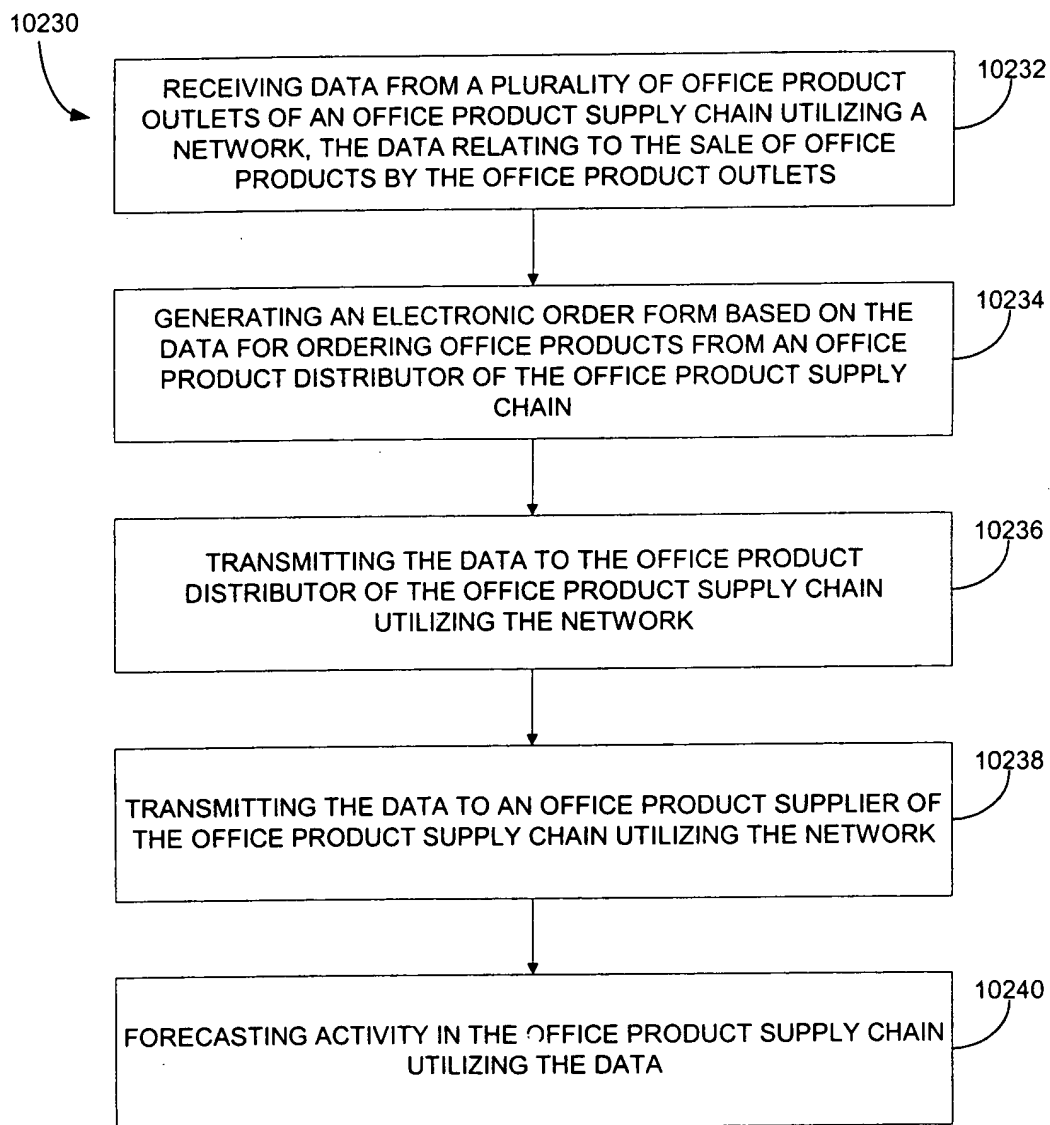 10230
RECEIVING DATA FROM A PLURALITY OF OFFICE PRODUCT
OUTLETS OF AN OFFICE PRODUCT SUPPLY CHAIN UTILIZING A
NETWORK, THE DATA RELATING TO THE SALE OF OFFICE
PRODUCTS BY THE OFFICE PRODUCT OUTLETS
10232
GENERATING AN ELECTRONIC ORDER FORM BASED ON THE
DATA FOR ORDERING OFFICE PRODUCTS FROM AN OFFICE
PRODUCT DISTRIBUTOR OF THE OFFICE PRODUCT SUPPLY
CHAIN
10234
TRANSMITTING THE DATA TO THE OFFICE PRODUCT
DISTRIBUTOR OF THE OFFICE PRODUCT SUPPLY CHAIN
UTILIZING THE NETWORK
10236
TRANSMITTING THE DATA TO AN OFFICE PRODUCT SUPPLIER OF
THE OFFICE PRODUCT SUPPLY CHAIN UTILIZING THE NETWORK
10238
FORECASTING ACTIVITY IN THE OFFICE PRODUCT SUPPLY CHAIN
UTILIZING THE DATA
10240